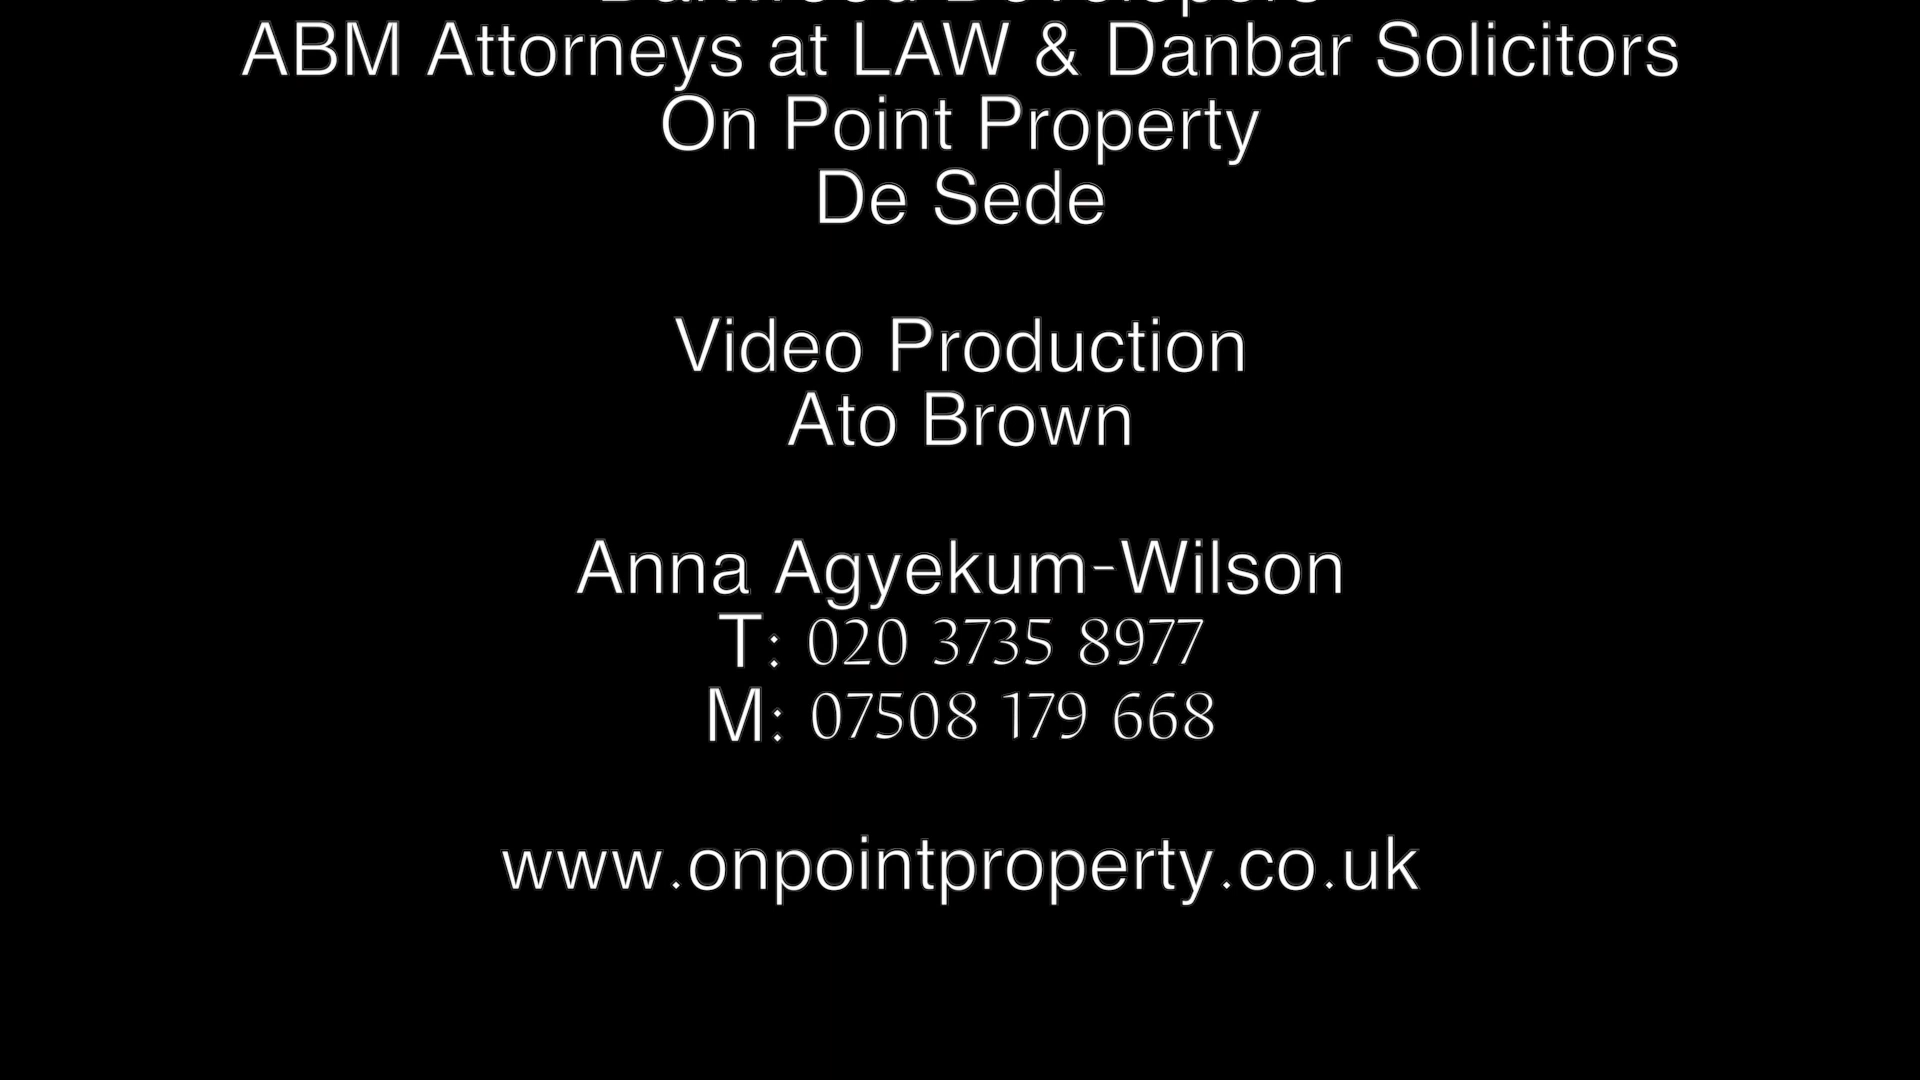 Developers
ABM Attorneys at LAW & Danbar Solicitors
On Point Property
De Sede
Video Production
Ato Brown
Anna Agyekum-Wilson
T: 020 3735 8977
M: 07508 179 668
www.onpointproperty.co.uk